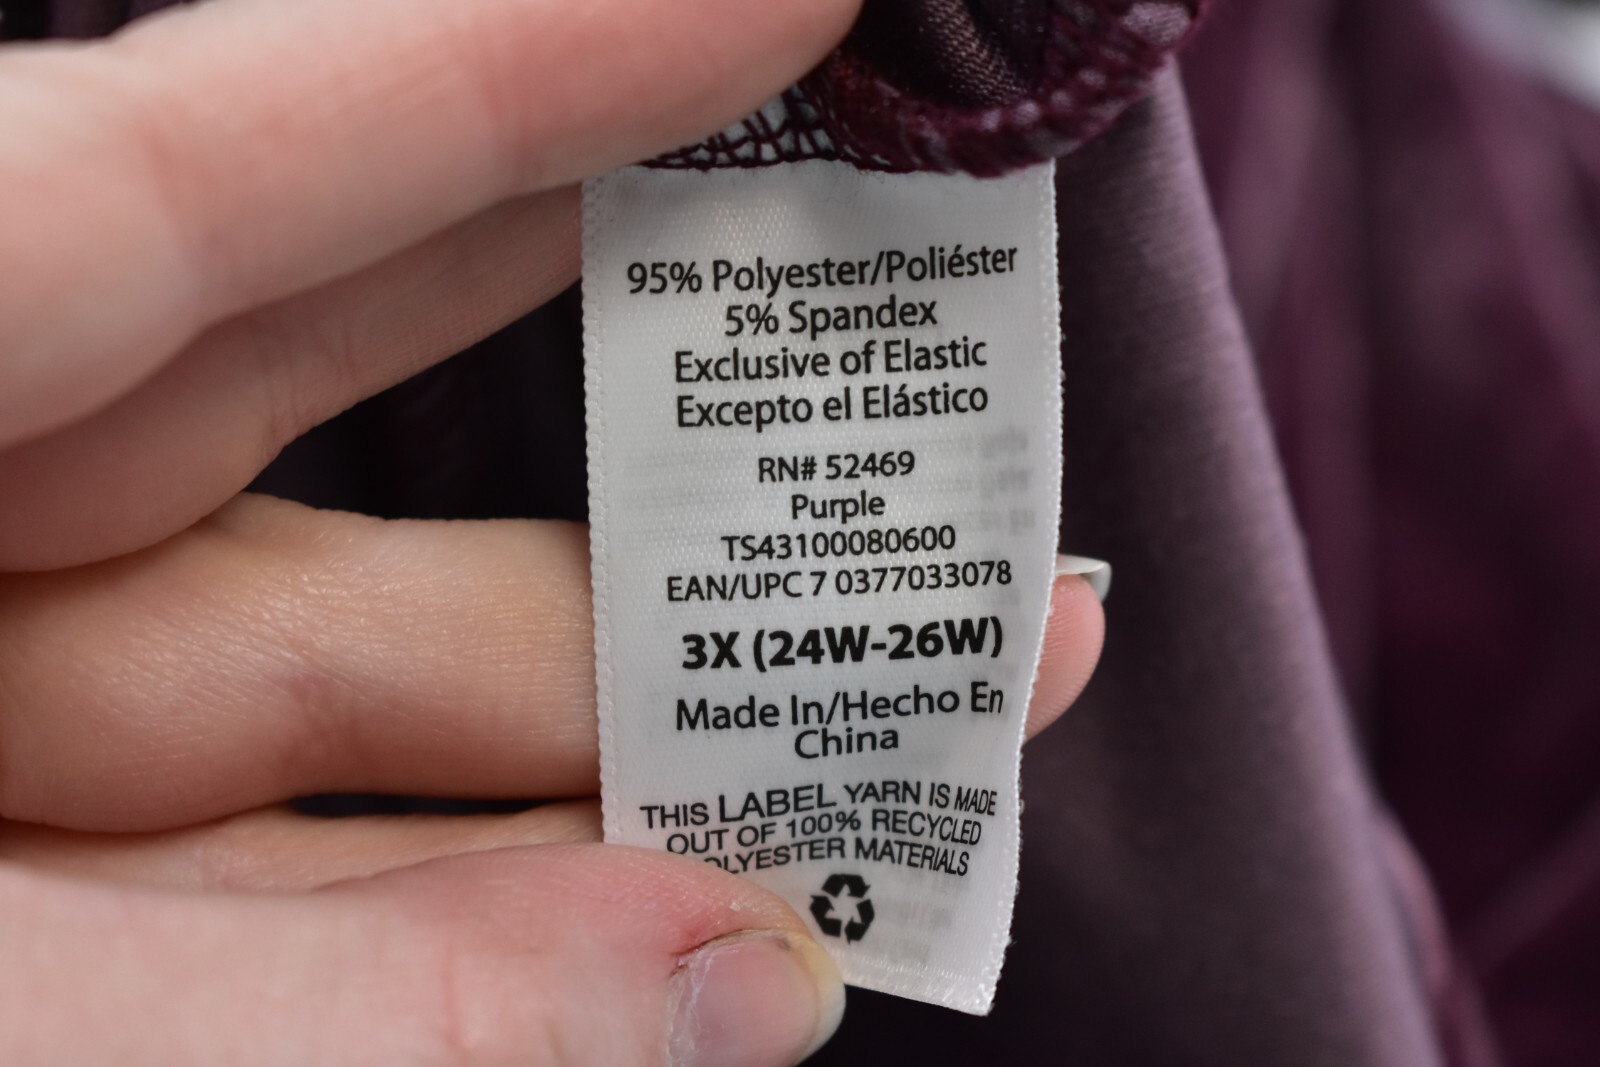 95% Polyester/Poliéster
5% Spandex
Exclusive of Elastic
Excepto el Elástico
RN# 52469
Purple
TS43100080600
EAN/UPC 7 0377033078
3X (24W-26W)
Made In/Hecho En
China
THIS LABEL YARN IS MADE
OUT OF 100% RECYCLED
OLYESTER MATERIALS